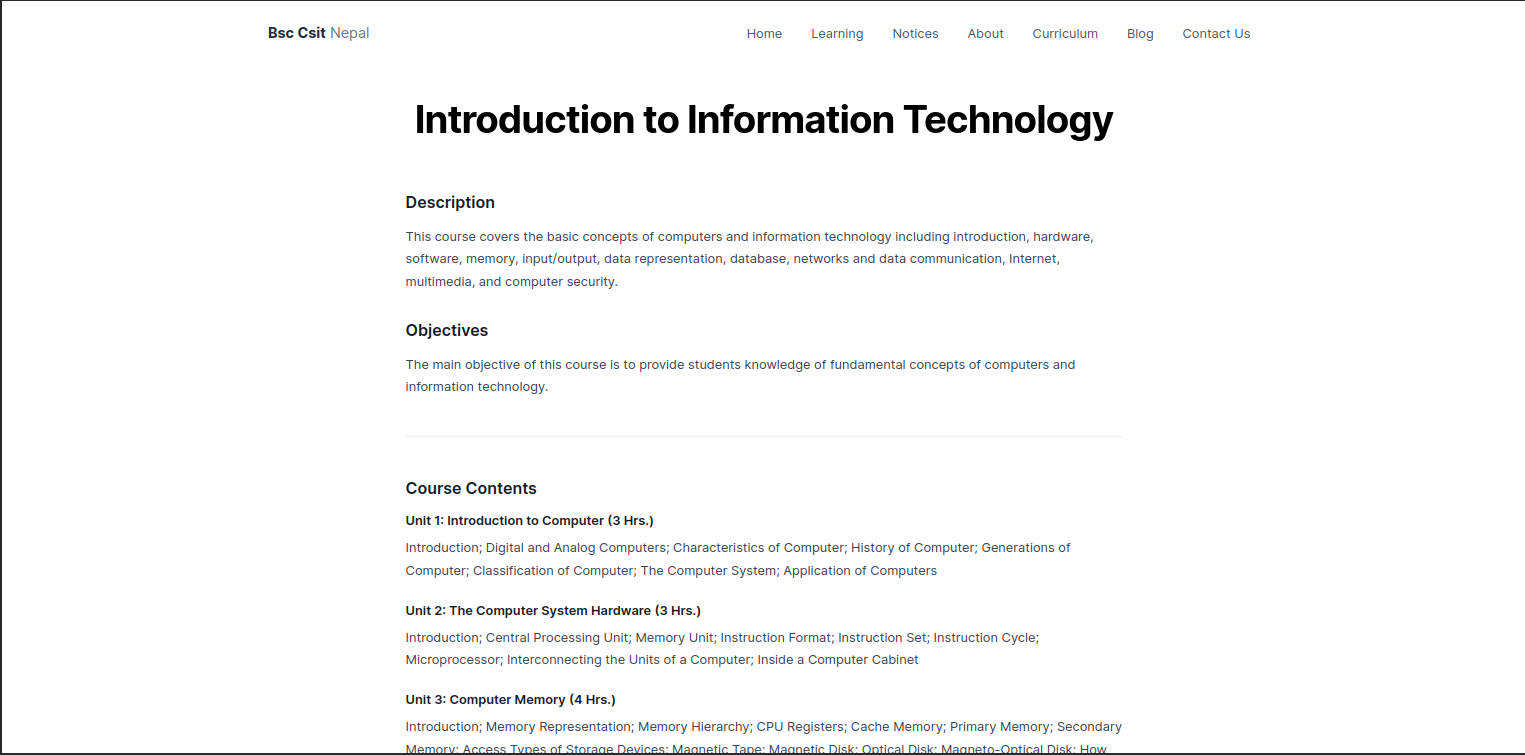 Bsc Csit Nepal
Home Learning Notices About Curriculum Blog Contact Us
Introduction to Information Technology
Description
This course covers the basic concepts of computers and information technology including introduction, hardware,
software, memory, input/output, data representation, database, networks and data communication, Internet,
multimedia, and computer security.
Objectives
The main objective of this course is to provide students knowledge of fundamental concepts of computers and
information technology.
Course Contents
Unit 1: Introduction to Computer (3 Hrs.)
Introduction; Digital and Analog Computers; Characteristics of Computer; History of Computer; Generations of
Computer; Classification of Computer; The Computer System; Application of Computers
Unit 2: The Computer System Hardware (3 Hrs.)
Introduction; Central Processing Unit; Memory Unit; Instruction Format; Instruction Set; Instruction Cycle;
Microprocessor; Interconnecting the Units of a Computer; Inside a Computer Cabinet
Unit 3: Computer Memory (4 Hrs.)
Introduction; Memory Representation; Memory Hierarchy; CPU Registers; Cache Memory; Primary Memory; Secondary
Memory; Access Types of Storage Devices; Magnetic Tape; Magnetic Disk; Optical Disk; Magneto-Optical Disk; How